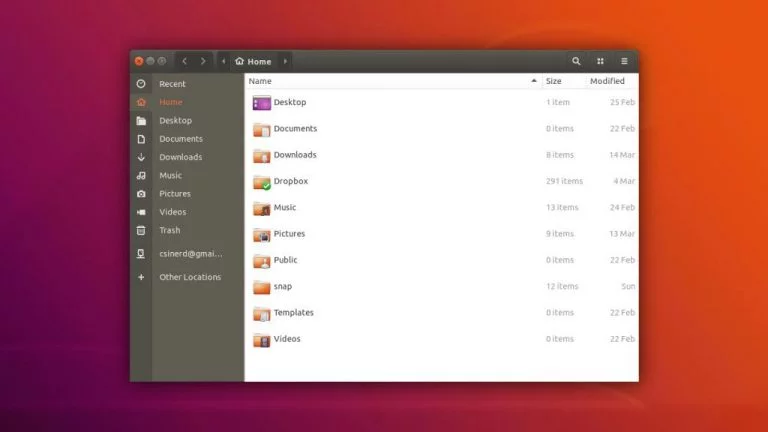 Home
Recent
Home
Desktop
Documents
Downloads
Music
Pictures
Videos
Trash
csinerd@gmai...
Other Locations
Name Size Modified
Desktop 1 item 25 Feb
Documents 0 items 22 Feb
Downloads 8 items 14 Mar
Dropbox 291 items 4 Mar
Music 13 items 24 Feb
Pictures 9 items 13 Mar
Public 0 items 22 Feb
snap 12 items Sun
Templates 0 items 22 Feb
Videos 0 items 22 Feb